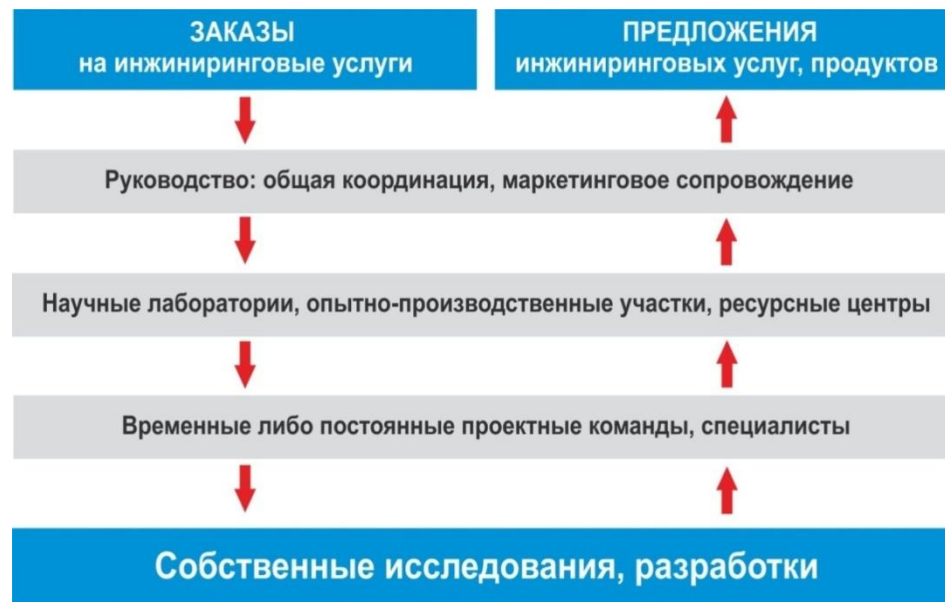 ЗАКАЗЫ
на инжиниринговые услуги
ПРЕДЛОЖЕНИЯ
инжиниринговых услуг, продуктов
Руководство: общая координация, маркетинговое сопровождение
Научные лаборатории, опытно-производственные участки, ресурсные центры
Временные либо постоянные проектные команды, специалисты
Собственные исследования, разработки